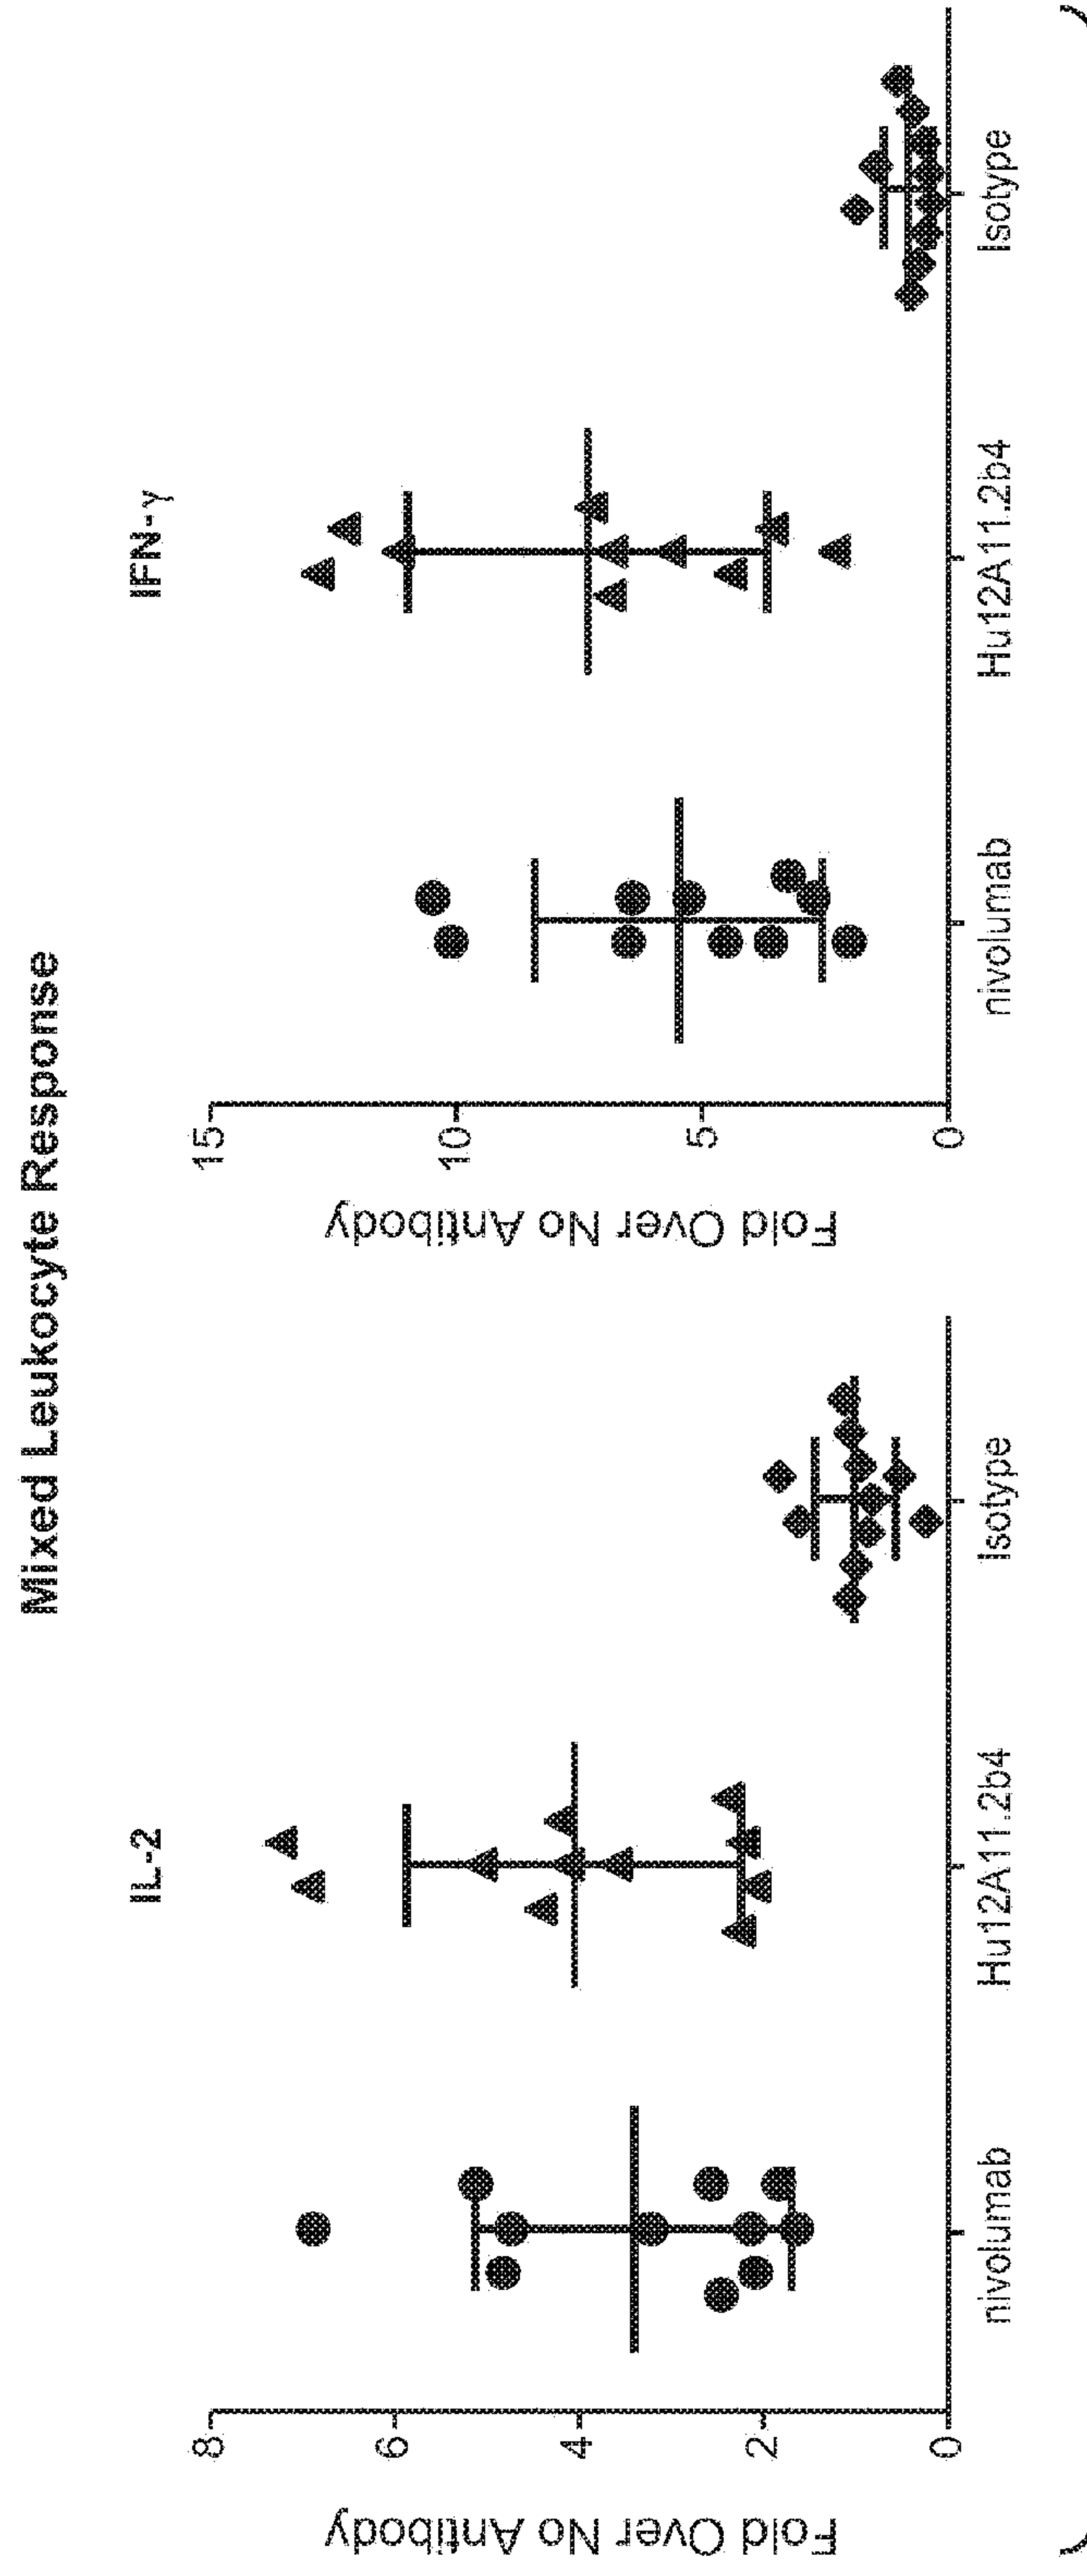 Mixed Leukocyte Response
IL-2
Fold Over No Antibody
8
6
4
2
0
nivolumab
Hu12A11.2b4
Isotype
IFN-γ
Fold Over No Antibody
15
10
5
0
nivolumab
Hu12A11.2b4
Isotype